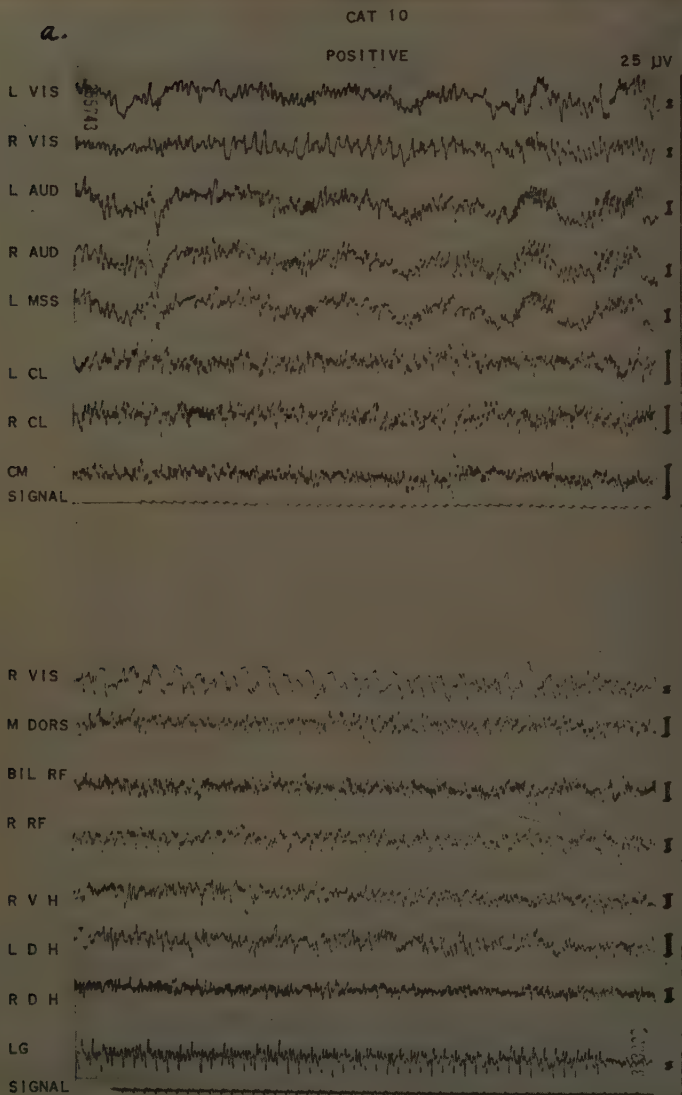 CAT 10
a.
POSITIVE
25 μV
L VIS
R VIS
L AUD
R AUD
L MSS
L CL
R CL
CM
SIGNAL
R VIS
M DORS
BIL RF
R RF
R V H
L D H
R D H
LG
SIGNAL